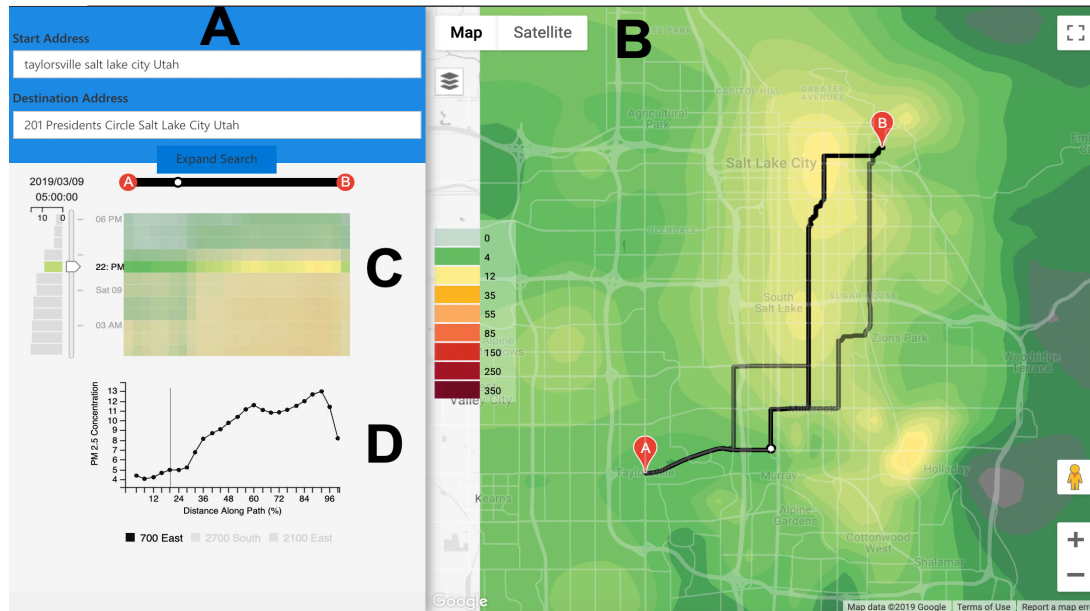 A
Start Address
taylorsville salt lake city Utah
Destination Address
201 Presidents Circle Salt Lake City Utah
Expand Search
2019/03/09
05:00:00
10 0
A B
06 PM
22: PM
Sat 09
03 AM
C
PM 2.5 Concentration
13
12
11
10
9
8
7
6
5
4
12 24 36 48 60 72 84 96
Distance Along Path (%)
D
700 East 2700 South 2100 East
Map Satellite
B
0
4
12
35
55
85
150
250
350
CAPITOL HILL
GREATER
AVENUES
Agricultural
Park
B
Salt Lake City
GLENDALE
South
Salt Lake
SUGAR HOUSE
Zions Park
Woodridge
Terrace
Valley City
A
Murray
Holladay
Kearns
Alpine
Gardens
Cottonwood
West
Shalamar
Google
Map data ©2019 Google Terms of Use Report a map er